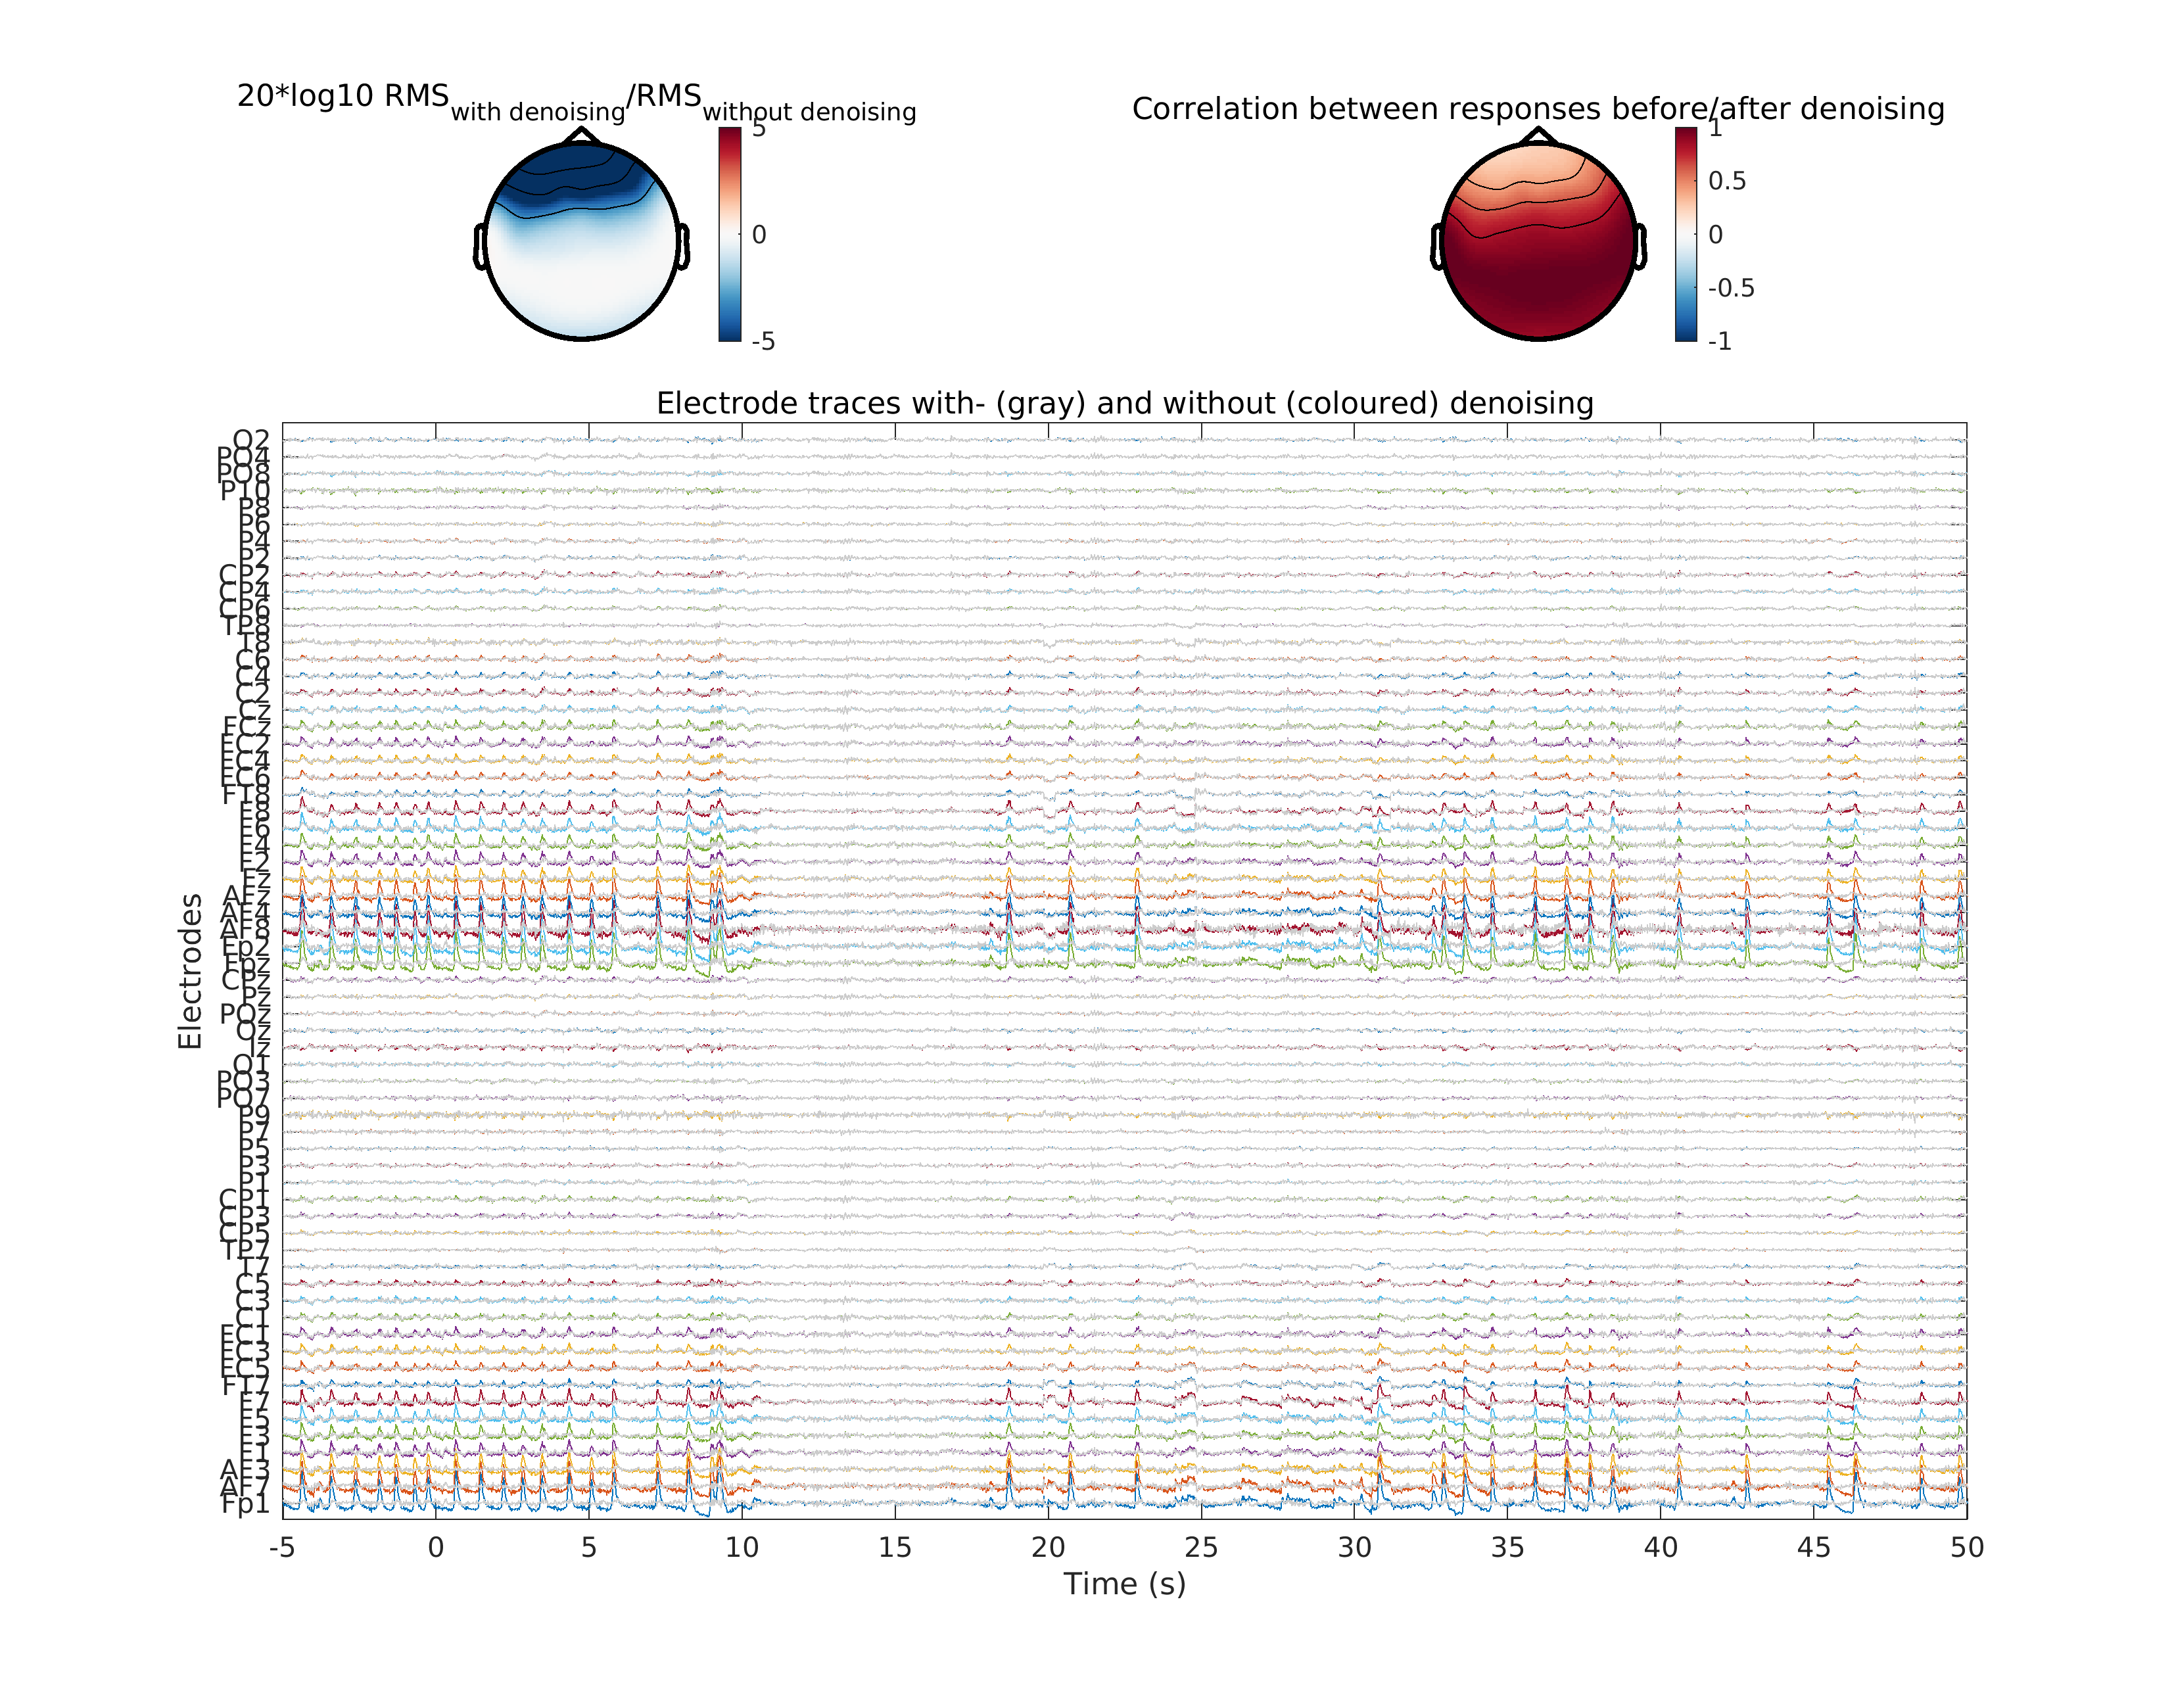 20*log10 RMS with denoising/RMS without denoising
5
0
-5
Correlation between responses before/after denoising
1
0.5
0
-0.5
-1
Electrode traces with- (gray) and without (coloured) denoising
Electrodes
O2
PO4
PO8
P10
P8
P6
P4
P2
CP2
CP4
CP6
TP8
T8
C6
C4
C2
Cz
FCz
FC2
FC4
FC6
FT8
F8
F6
F4
F2
Fz
AFz
AF4
AF8
Fp2
Fpz
CPz
Pz
POz
Oz
Iz
O1
PO3
PO7
P9
P7
P5
P3
P1
CP1
CP3
CP5
TP7
T7
C5
C3
C1
FC1
FC3
FC5
FT7
F7
F5
F3
F1
AF3
AF7
Fp1
-5 0 5 10 15 20 25 30 35 40 45 50
Time (s)